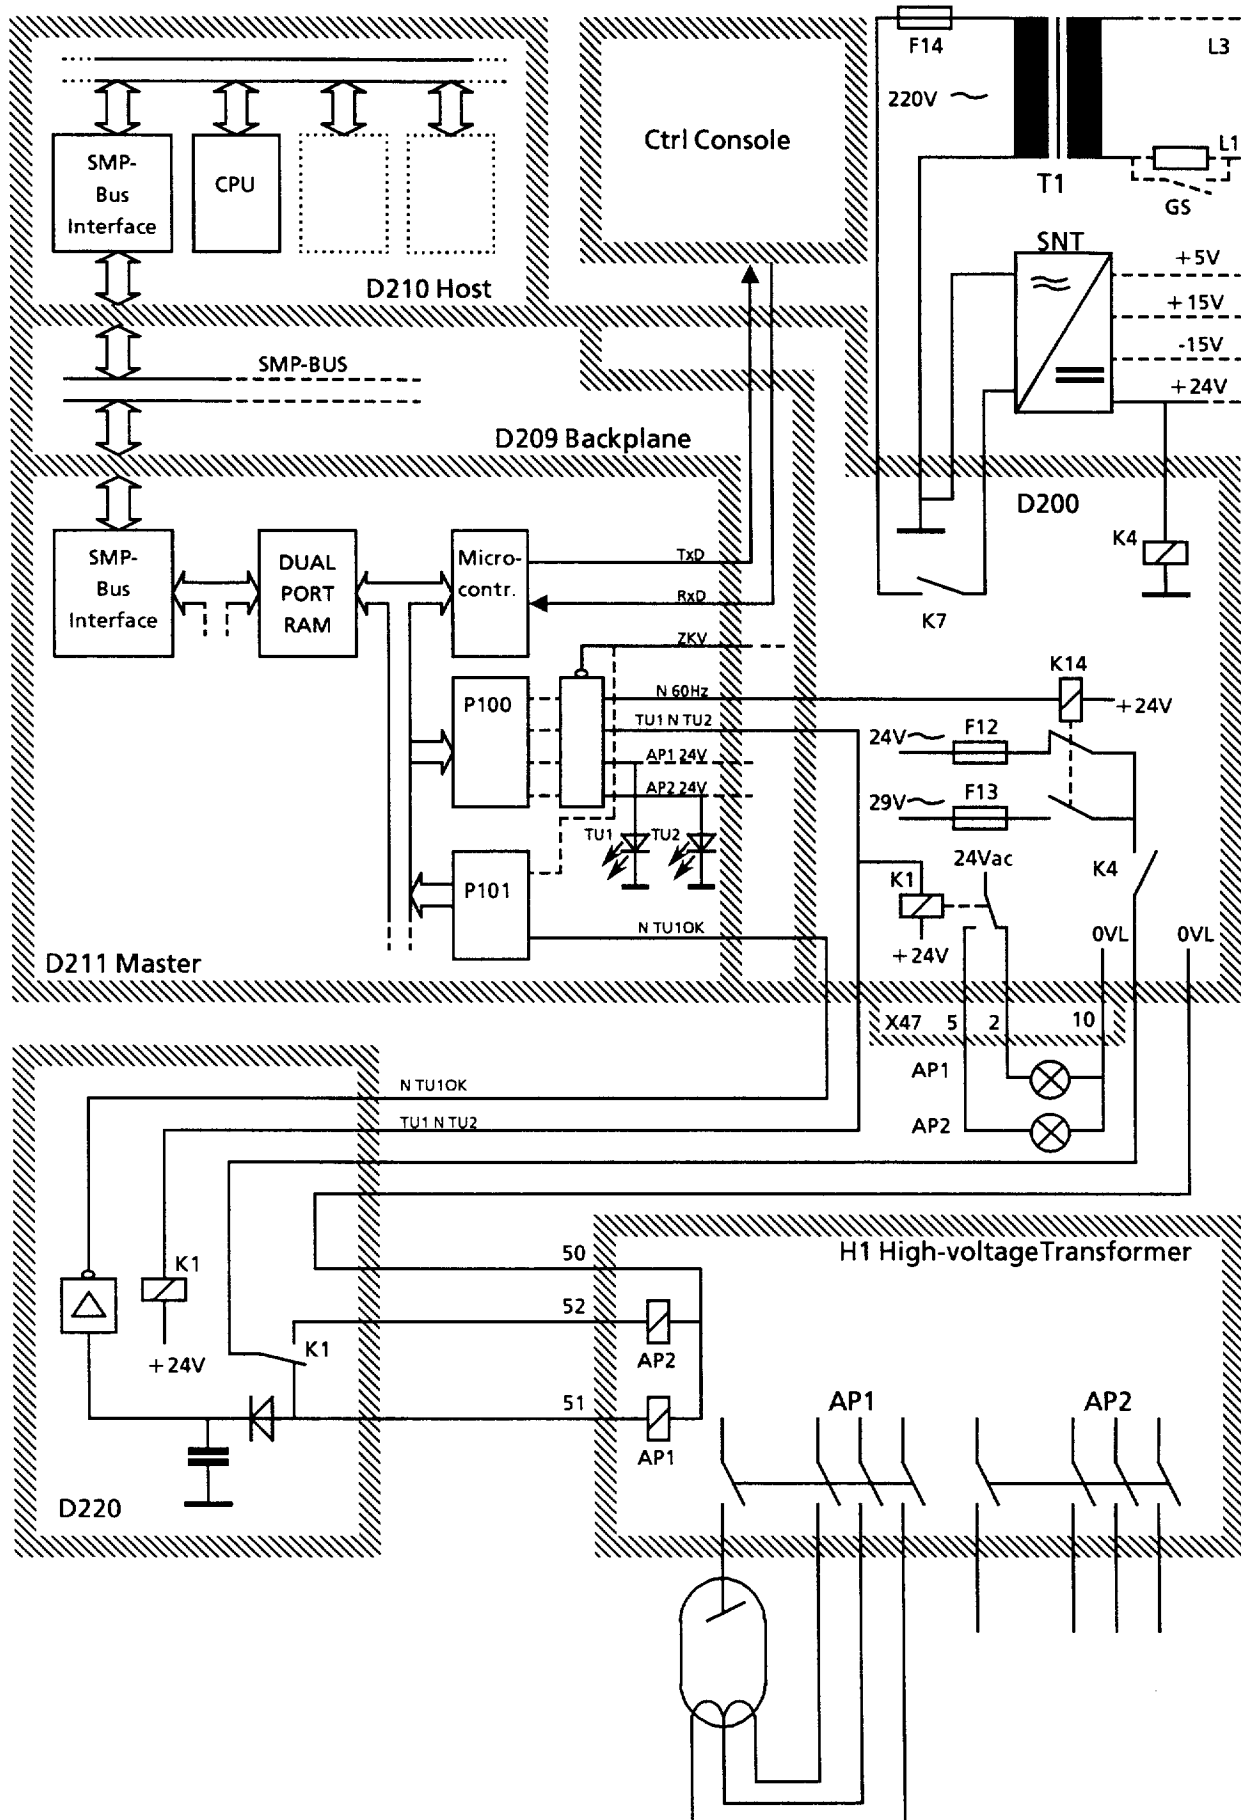 F14
L3
220V
Ctrl Console
SMP-
Bus
Interface
CPU
L1
T1
GS
SNT
+5V
+15V
-15V
+24V
D210 Host
SMP-BUS
D209 Backplane
D200
SMP-
Bus
Interface
DUAL
PORT
RAM
Micro-
contr.
TxD
RxD
K4
K7
ZKV
P100
N 60Hz
K14
+24V
TU1 N TU2
24V
F12
AP1 24V
AP2 24V
29V
F13
TU1
TU2
24Vac
K4
P101
K1
N TU1OK
+24V
0VL
0VL
D211 Master
X47
5
2
10
AP1
AP2
N TU1OK
TU1 N TU2
H1 High-voltage Transformer
50
K1
52
+24V
K1
AP2
51
AP1
AP1
AP2
D220